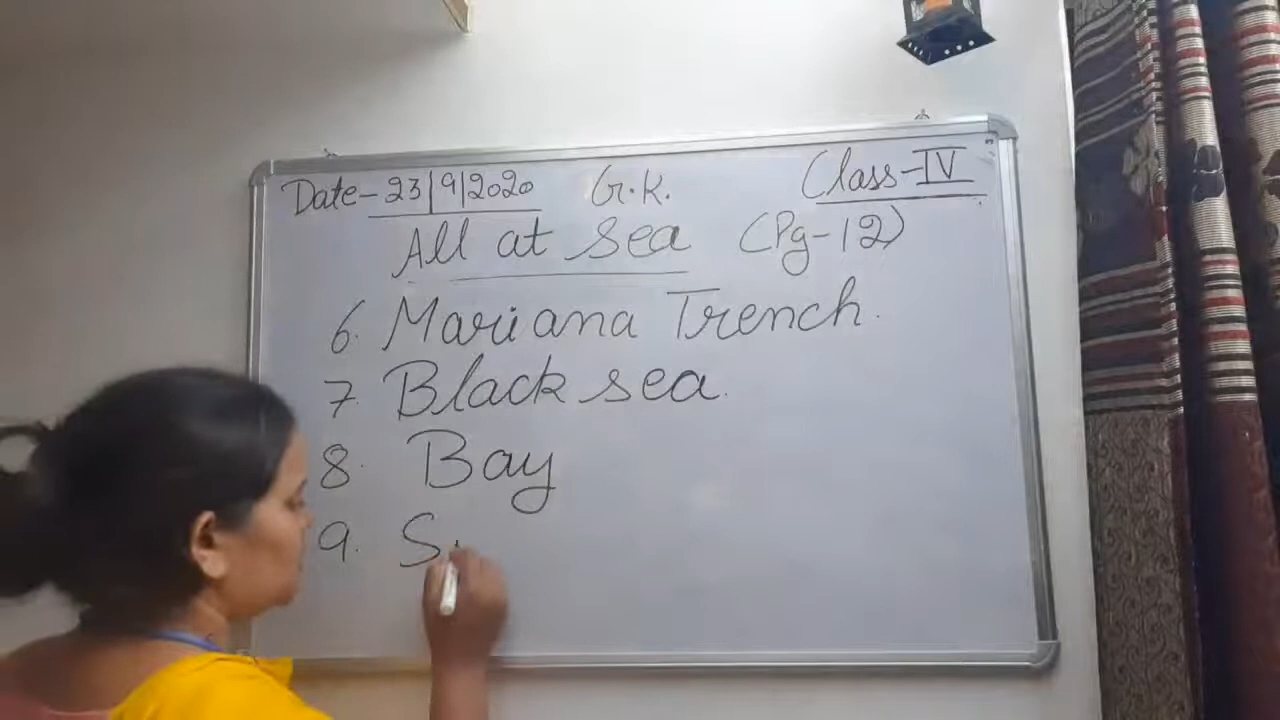 Date-23|9|2020 G.K. Class-IV
All at sea (Pg-12)
6. Mariana Trench.
7. Black sea.
8. Bay
9. S